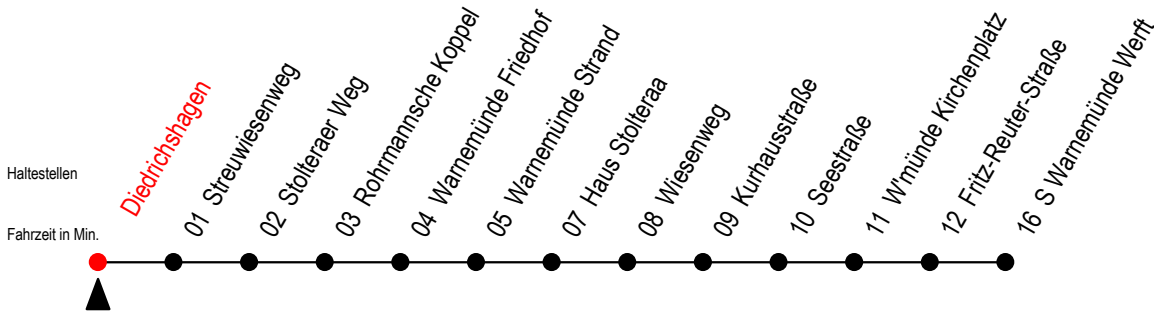 Haltestellen
Fahrzeit in Min.
Diedrichshagen
01 Streuwiesenweg
02 Stolteraer Weg
03 Rohrmannsche Koppel
04 Warnemünde Friedhof
05 Warnemünde Strand
07 Haus Stolteraa
08 Wiesenweg
09 Kurhausstraße
10 Seestraße
11 W'münde Kirchenplatz
12 Fritz-Reuter-Straße
16 S Warnemünde Werft